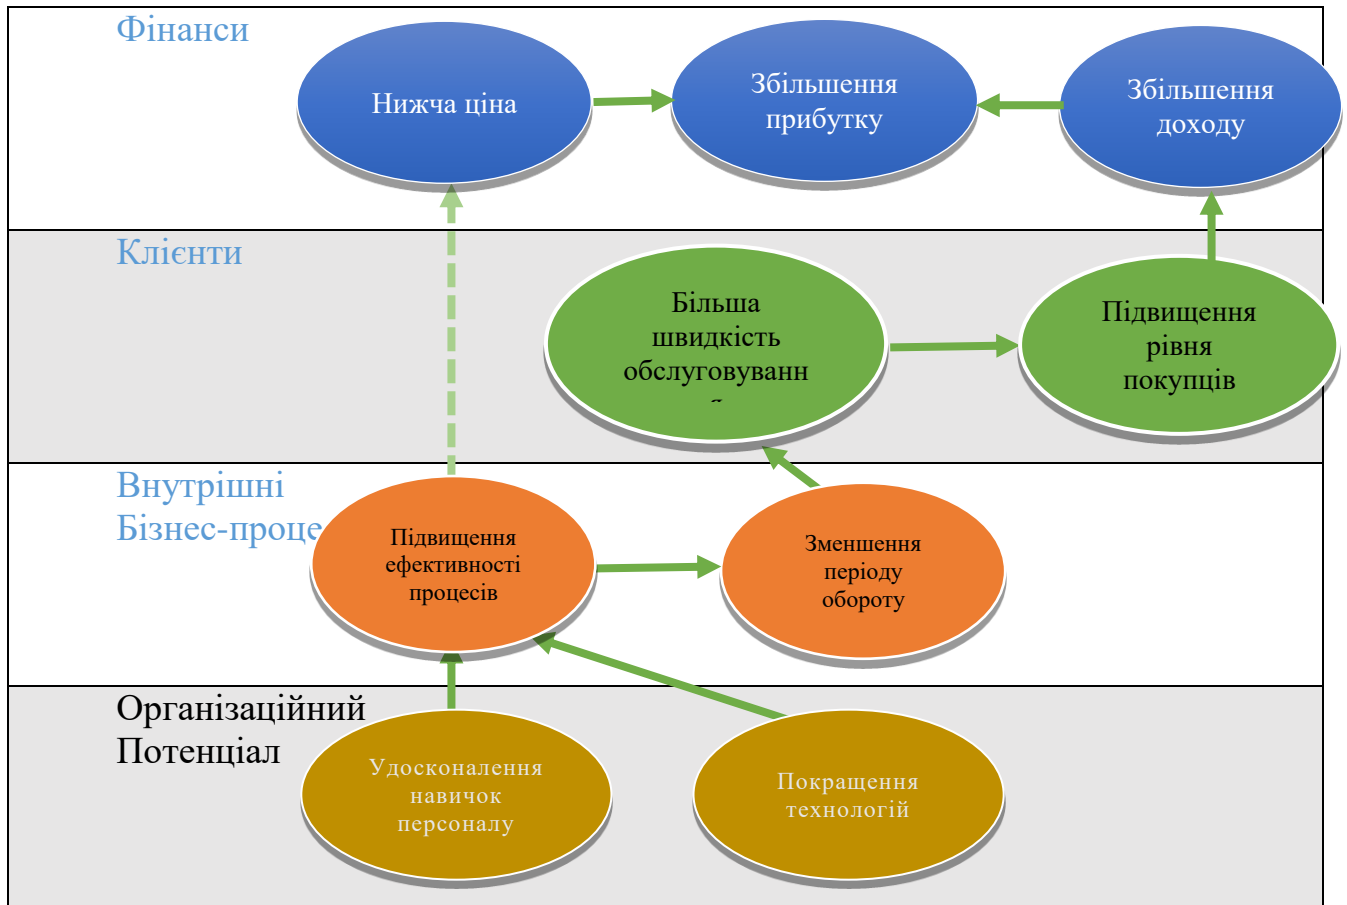 Фінанси
Нижча ціна
Збільшення
прибутку
Збільшення
доходу
Клієнти
Більша
швидкість
обслуговуванн
Підвищення
рівня
покупців
Внутрішні
Бізнес-проце
Підвищення
ефективності
процесів
Зменшення
періоду
обороту
Організаційний
Потенціал
Удосконалення
навичок
персоналу
Покращення
технологій